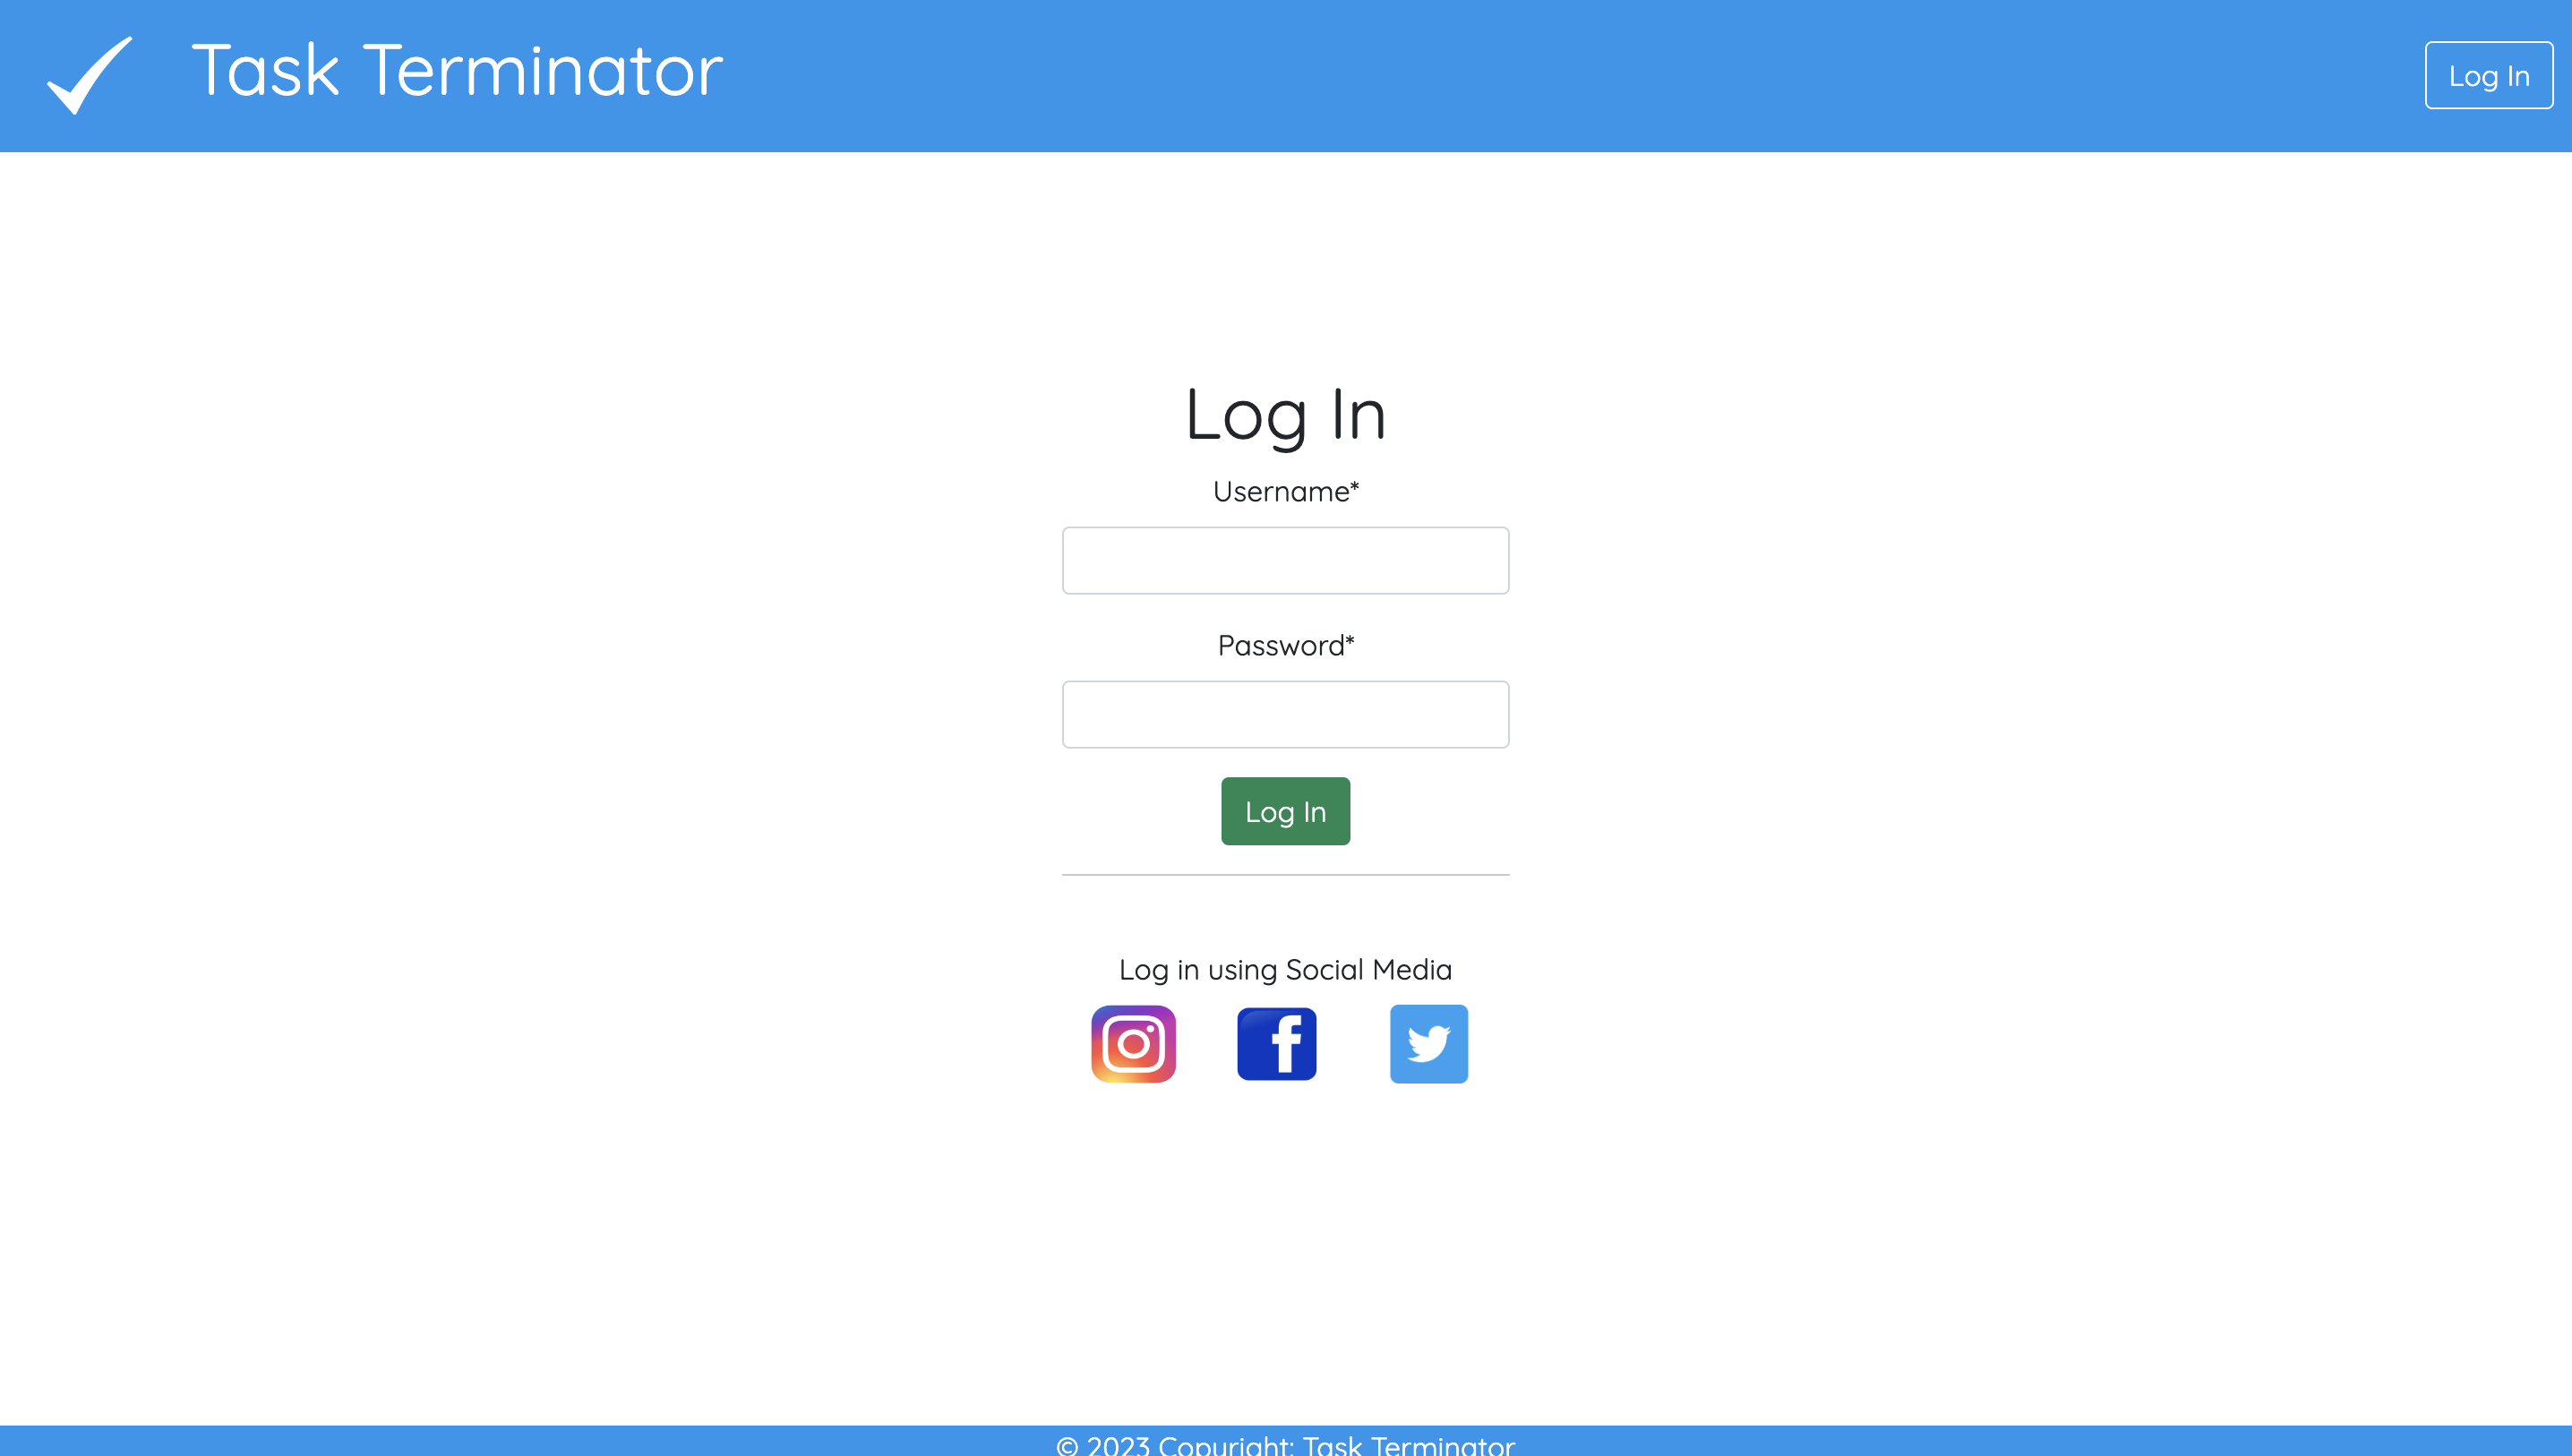 Task Terminator
Log In
Log In
Username*
Password*
Log In
Log in using Social Media
© 2023 Copyright: Task Terminator